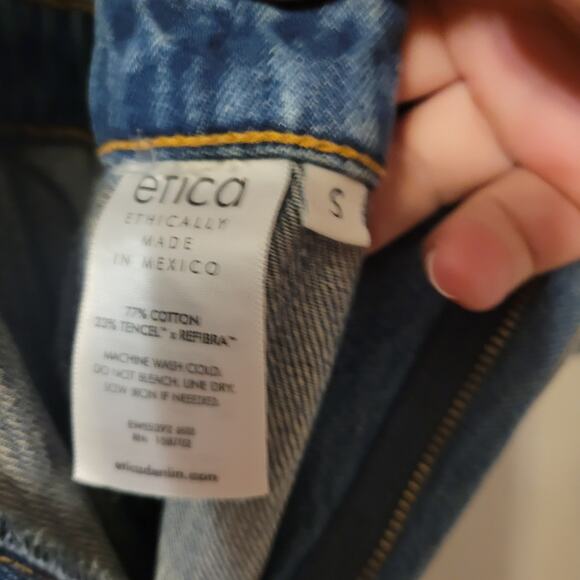 etica
ETHICALLY
MADE
IN MEXICO
S
77% COTTON
23% TENCEL™ x REFIBRA™
MACHINE WASH COLD.
DO NOT BLEACH. LINE DRY.
LOW IRON IF NEEDED.
RN
eticadenim.com